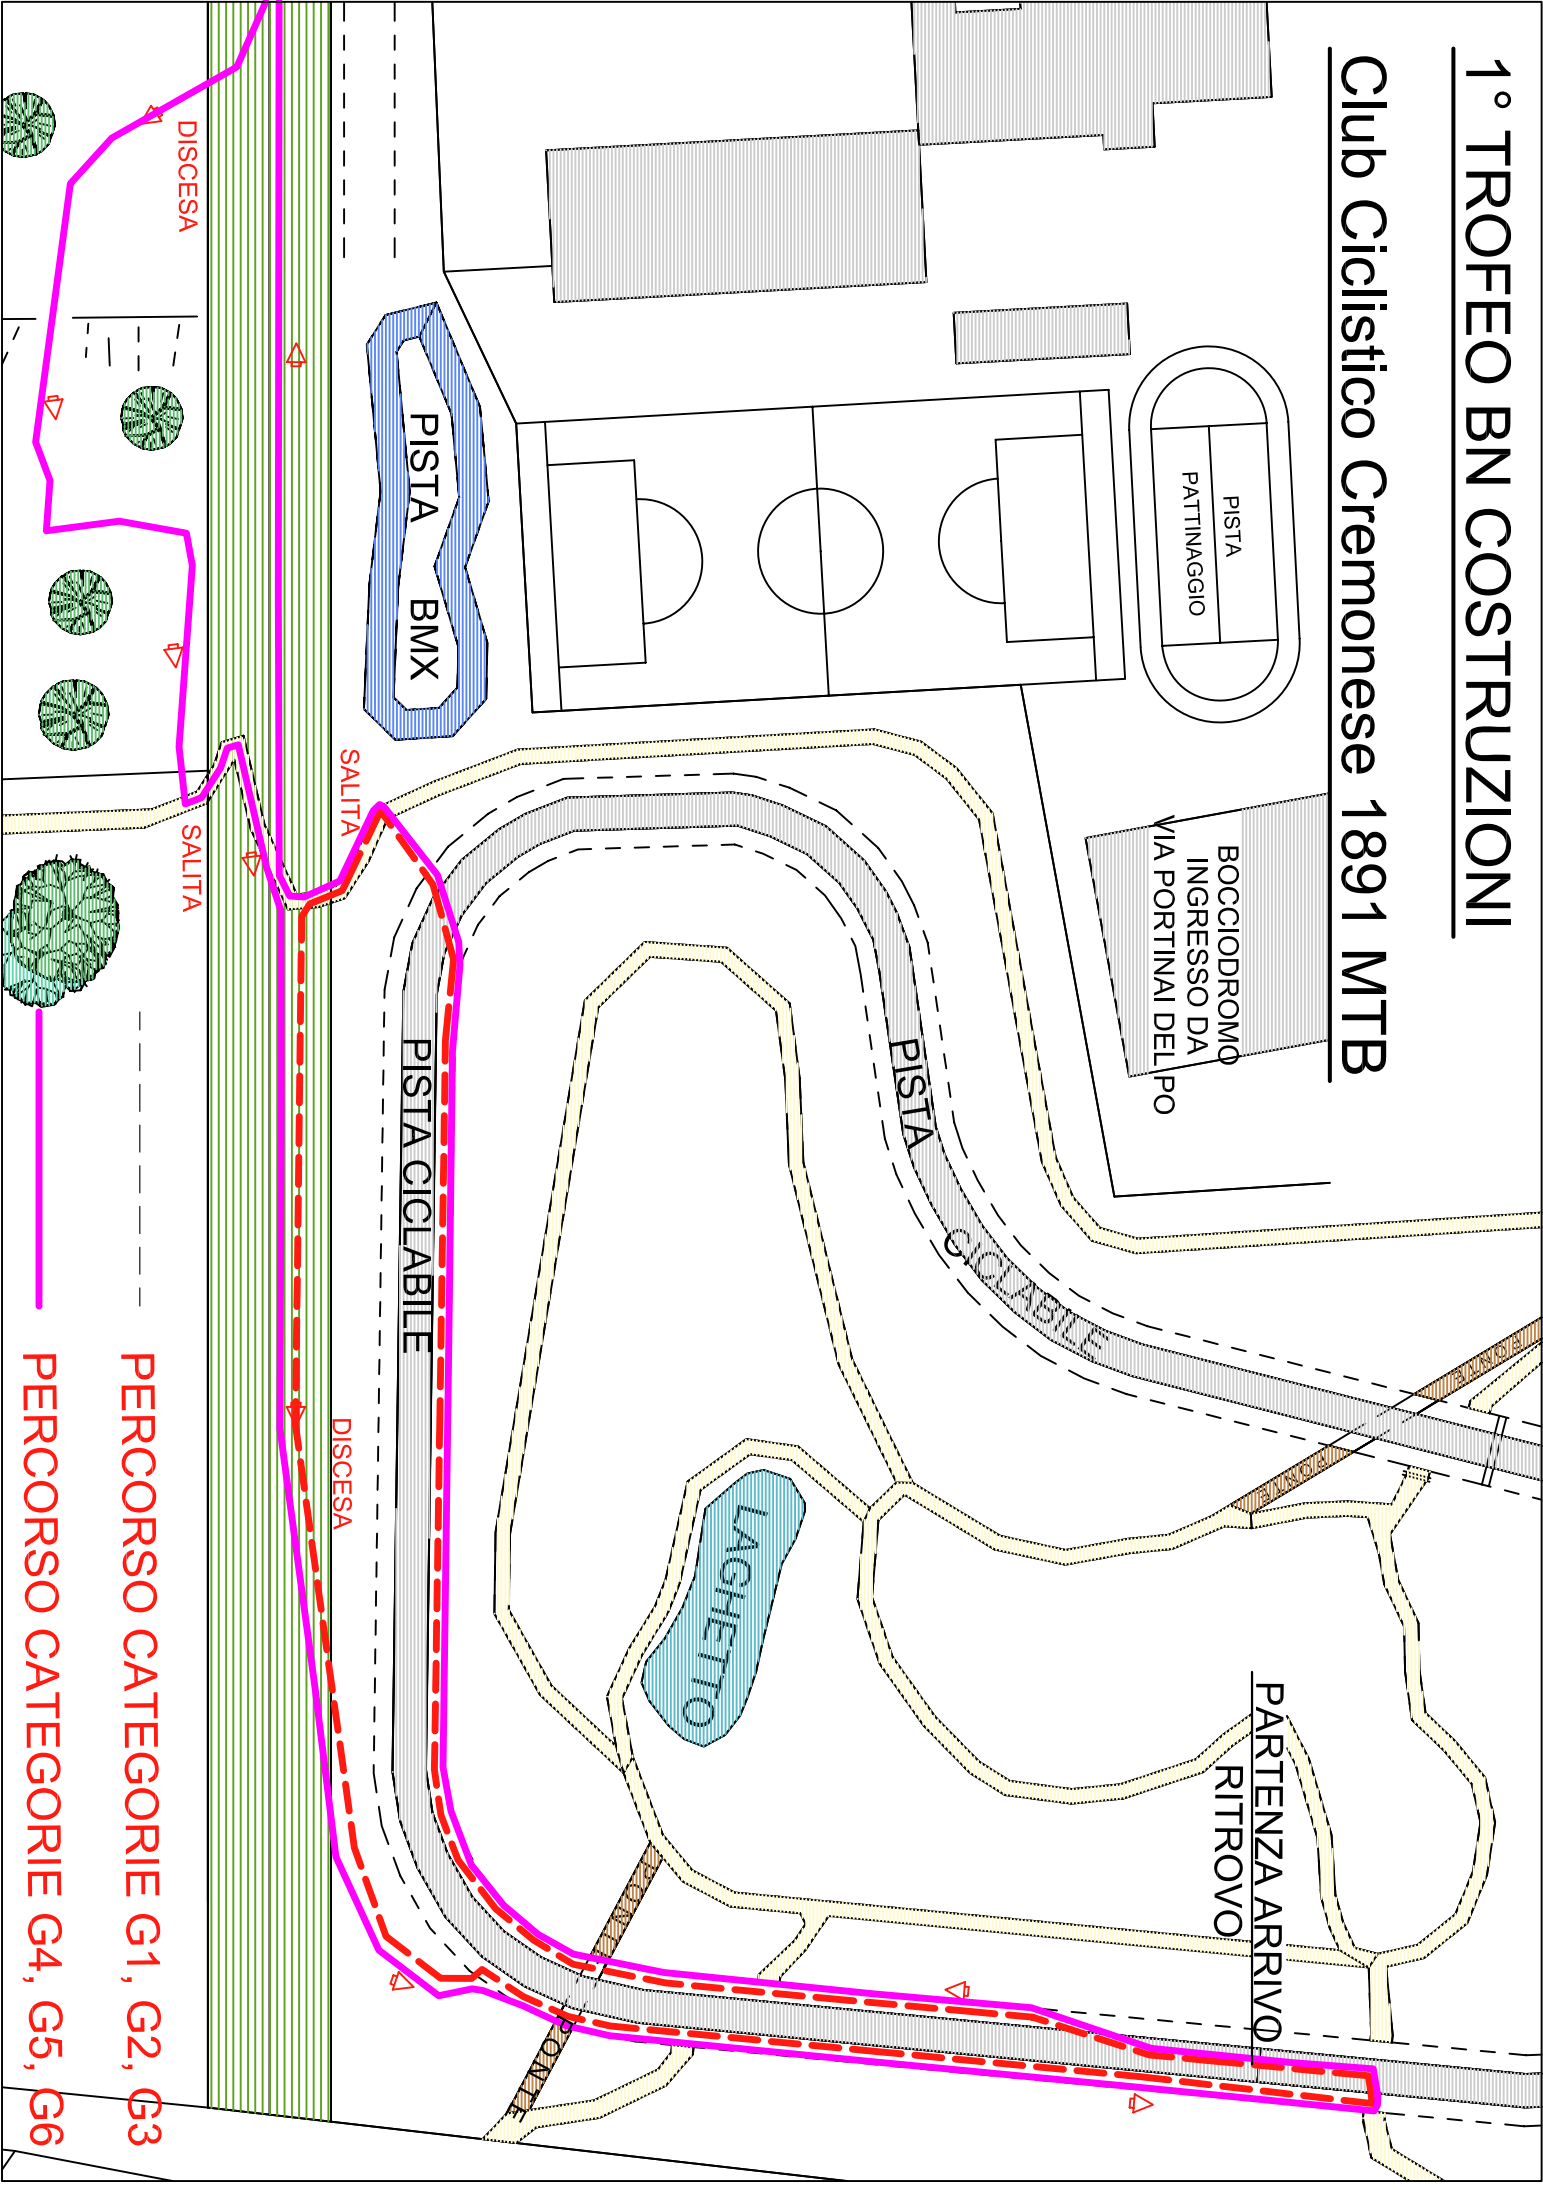 1° TROFEO BN COSTRUZIONI
Club Ciclistico Cremonese 1891 MTB
PISTA
PATTINAGGIO
BOCCIODROMO
INGRESSO DA
VIA PORTINAI DEL PO
PISTA BMX
PISTA CICLABILE
PISTA CICLABILE
LAGHETTO
PARTENZA ARRIVO
RITROVO
PONTE
DISCESA
SALITA
SALITA
DISCESA
PERCORSO CATEGORIE G1, G2, G3
PERCORSO CATEGORIE G4, G5, G6